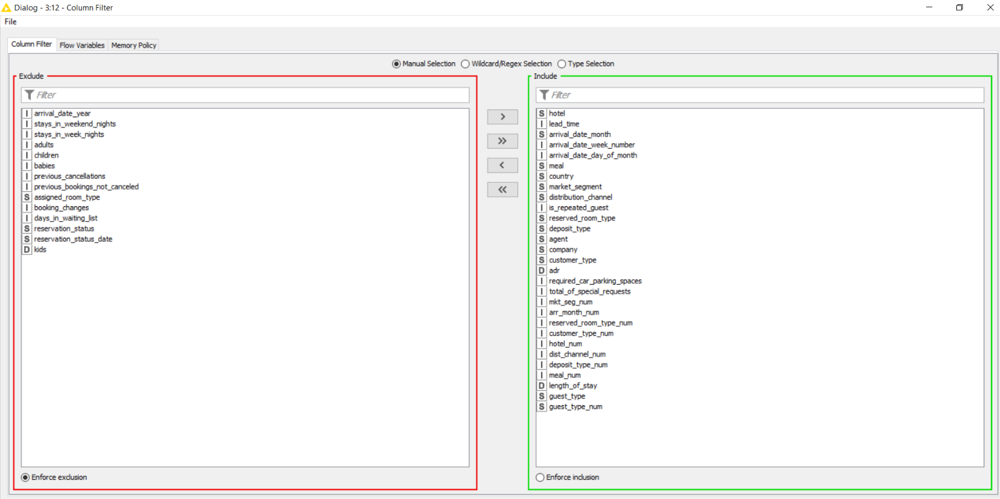 Dialog - 3:12 - Column Filter
File
Column Filter Flow Variables Memory Policy
Manual Selection Wildcard/Regex Selection Type Selection
Exclude
Filter
I arrival_date_year
I stays_in_weekend_nights
I stays_in_week_nights
I adults
I children
I babies
I previous_cancellations
I previous_bookings_not_canceled
S assigned_room_type
I booking_changes
I days_in_waiting_list
S reservation_status
S reservation_status_date
D kids
Enforce exclusion
>
>>
<
<<
Include
Filter
S hotel
I lead_time
S arrival_date_month
I arrival_date_week_number
I arrival_date_day_of_month
S meal
S country
S market_segment
S distribution_channel
I is_repeated_guest
S reserved_room_type
S deposit_type
S agent
S company
S customer_type
D adr
I required_car_parking_spaces
I total_of_special_requests
I mkt_seg_num
I arr_month_num
I reserved_room_type_num
I customer_type_num
I hotel_num
I dist_channel_num
I deposit_type_num
I meal_num
D length_of_stay
S guest_type
S guest_type_num
Enforce inclusion